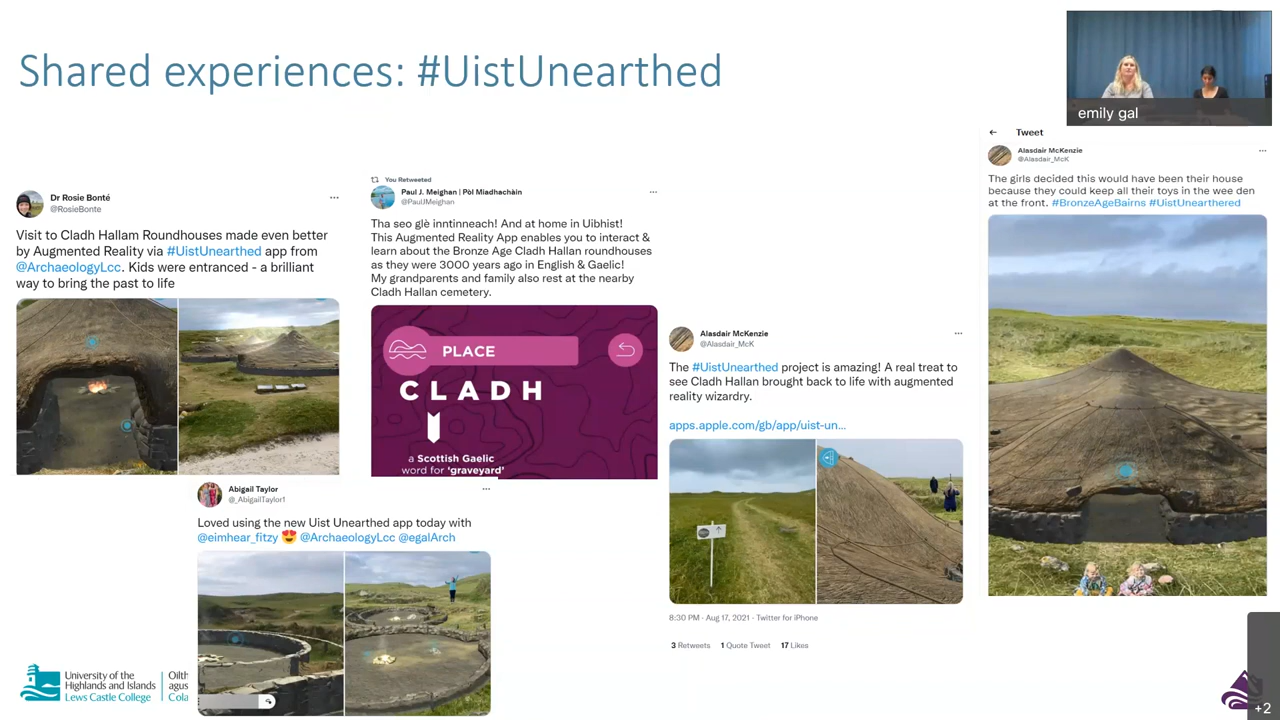 Shared experiences: #UistUnearthed
emily gal
Dr Rosie Bonté
@RosieBonte
Visit to Cladh Hallam Roundhouses made even better
by Augmented Reality via #UistUnearthed app from
@ArchaeologyLcc. Kids were entranced - a brilliant
way to bring the past to life
You Retweeted
Paul J. Meighan | Pòl Miadhachàin
@PaulJMeighan
Tha seo glè inntinneach! And at home in Uibhist!
This Augmented Reality App enables you to interact &
learn about the Bronze Age Cladh Hallan roundhouses
as they were 3000 years ago in English & Gaelic!
My grandparents and family also rest at the nearby
Cladh Hallan cemetery.
PLACE
CLADH
a Scottish Gaelic
word for 'graveyard'
Abigail Taylor
@_AbigailTaylor1
Loved using the new Uist Unearthed app today with
@eimhear_fitzy 😍 @ArchaeologyLcc @egalArch
Alasdair McKenzie
@Alasdair_McK
The #UistUnearthed project is amazing! A real treat to
see Cladh Hallan brought back to life with augmented
reality wizardry.
apps.apple.com/gb/app/uist-un...
8:30 PM · Aug 17, 2021 · Twitter for iPhone
3 Retweets 1 Quote Tweet 17 Likes
Tweet
Alasdair McKenzie
@Alasdair_McK
The girls decided this would have been their house
because they could keep all their toys in the wee den
at the front. #BronzeAgeBairns #UistUnearthered
University of the
Highlands and Islands
Lews Castle College
Oilth
agus
Cola
+2